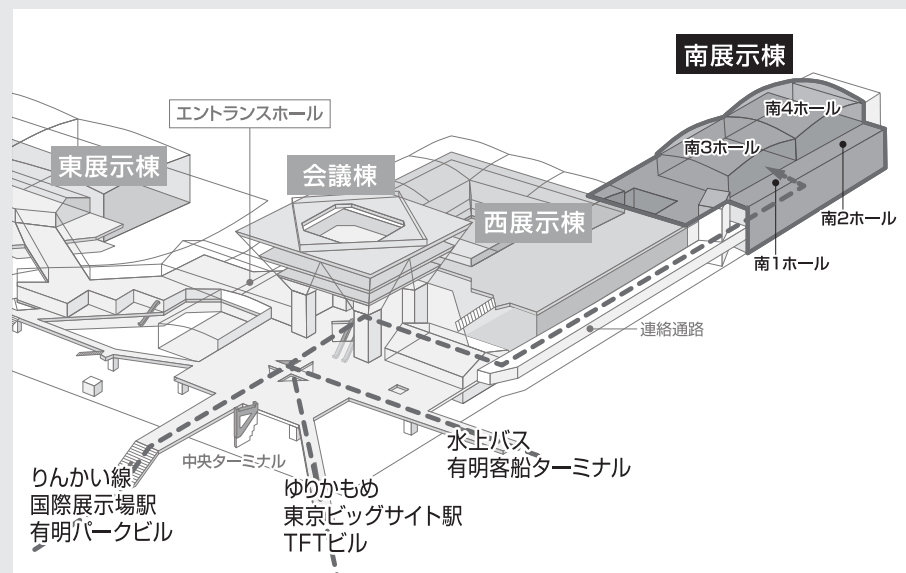 南展示棟
南4ホール
エントランスホール
南3ホール
東展示棟
会議棟
西展示棟
南2ホール
南1ホール
連絡通路
水上バス
有明客船ターミナル
中央ターミナル
りんかい線
国際展示場駅
有明パークビル
ゆりかもめ
東京ビッグサイト駅
TFTビル